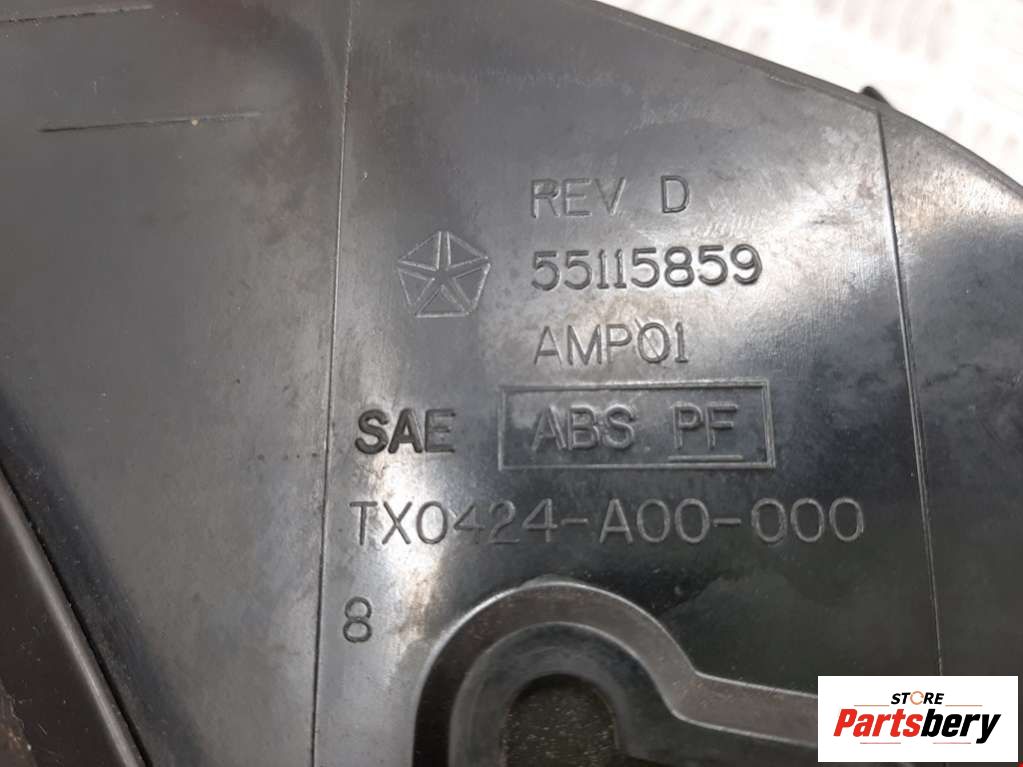 REV D
55115859
AMP01
SAE ABS PF
TX0424-A00-000
8
STORE
Partsbery